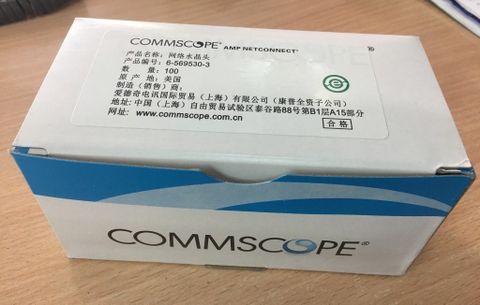 COMMSCOPE® AMP NETCONNECT®
产品名称: 网络水晶头
产品编号: 6-569530-3
数 量: 100
原 产 地: 美国
制造（销售）商:
爱德奇电讯国际贸易（上海）有限公司（康普全资子公司）
地址: 中国（上海）自由贸易试验区泰谷路88号第B1层A15部分
网址: www.commscope.com.cn
合格
COMMSCOPE®